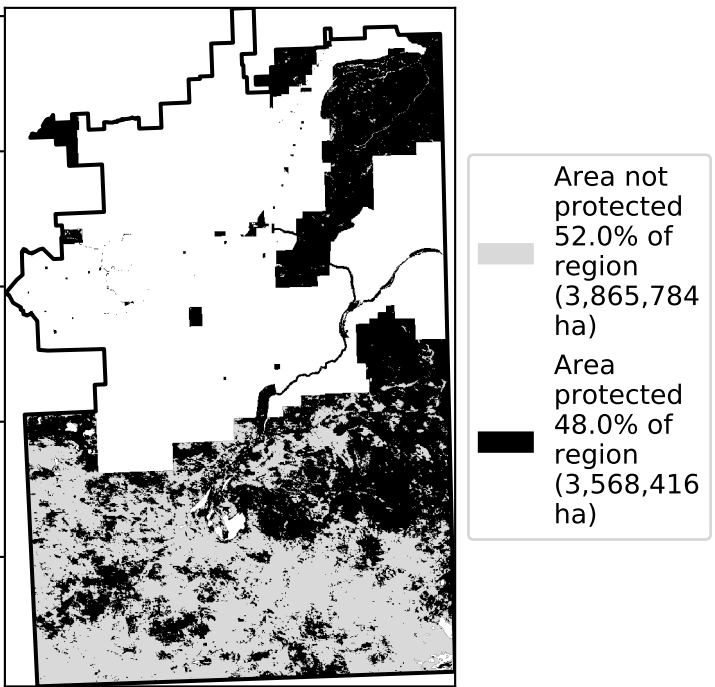 Area not
protected
52.0% of
region
(3,865,784
ha)
Area
protected
48.0% of
region
(3,568,416
ha)